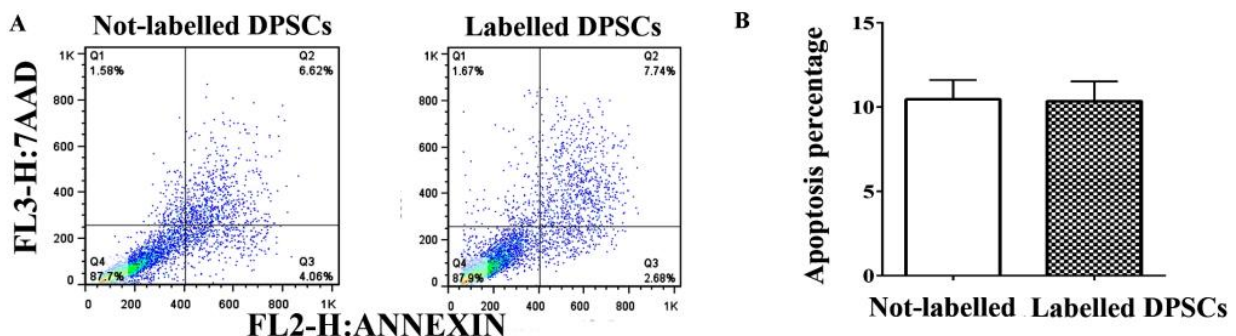 A
Not-labelled DPSCs
Labelled DPSCs
FL3-H:7AAD
1K
800
600
400
200
0
Q1
1.58%
Q2
6.62%
Q4
87.7%
Q3
4.06%
0 200 400 600 800 1K
1K
800
600
400
200
0
Q1
1.67%
Q2
7.74%
Q4
87.9%
Q3
2.68%
0 200 400 600 800 1K
FL2-H:ANNEXIN
B
Apoptosis percentage
15
10
5
0
Not-labelled Labelled DPSCs